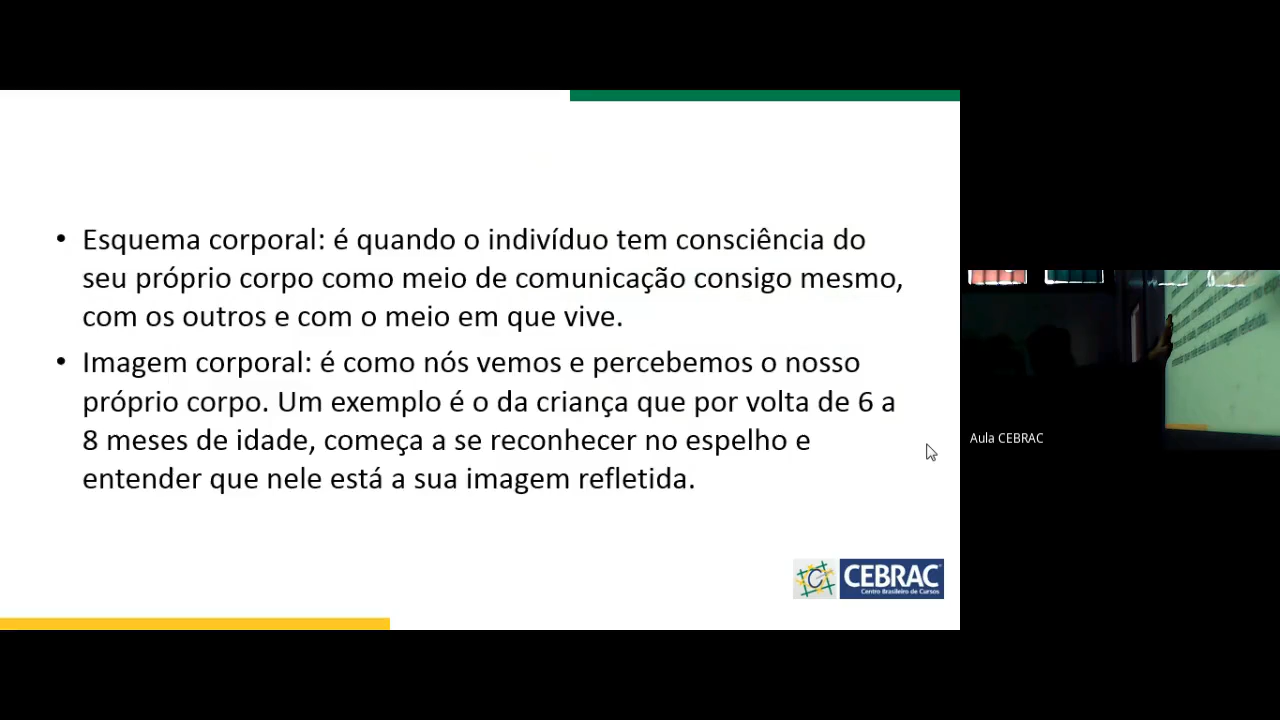 • Esquema corporal: é quando o indivíduo tem consciência do
seu próprio corpo como meio de comunicação consigo mesmo,
com os outros e com o meio em que vive.
• Imagem corporal: é como nós vemos e percebemos o nosso
próprio corpo. Um exemplo é o da criança que por volta de 6 a
8 meses de idade, começa a se reconhecer no espelho e
entender que nele está a sua imagem refletida.
C CEBRAC
Centro Brasileiro de Cursos
Aula CEBRAC